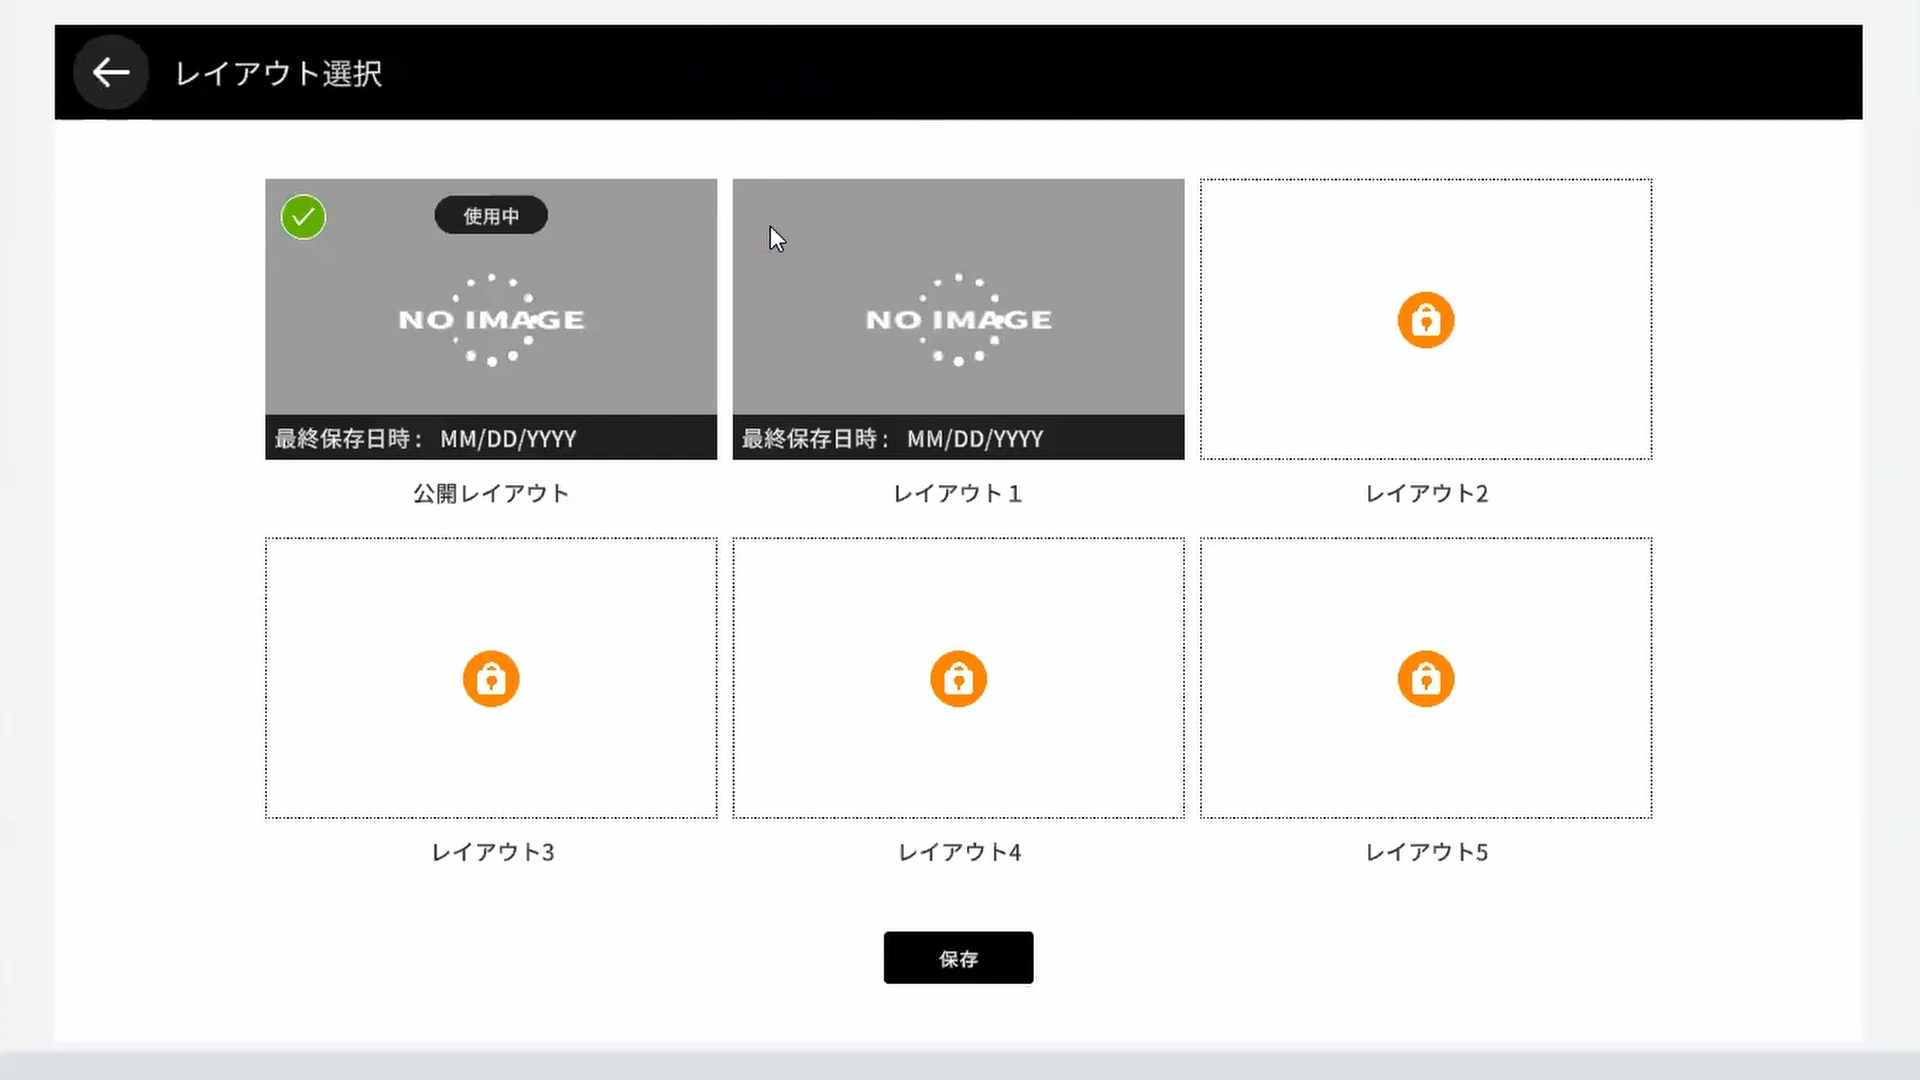 レイアウト選択
使用中
NO IMAGE
NO IMAGE
最終保存日時： MM/DD/YYYY
最終保存日時： MM/DD/YYYY
公開レイアウト
レイアウト１
レイアウト2
レイアウト3
レイアウト4
レイアウト5
保存